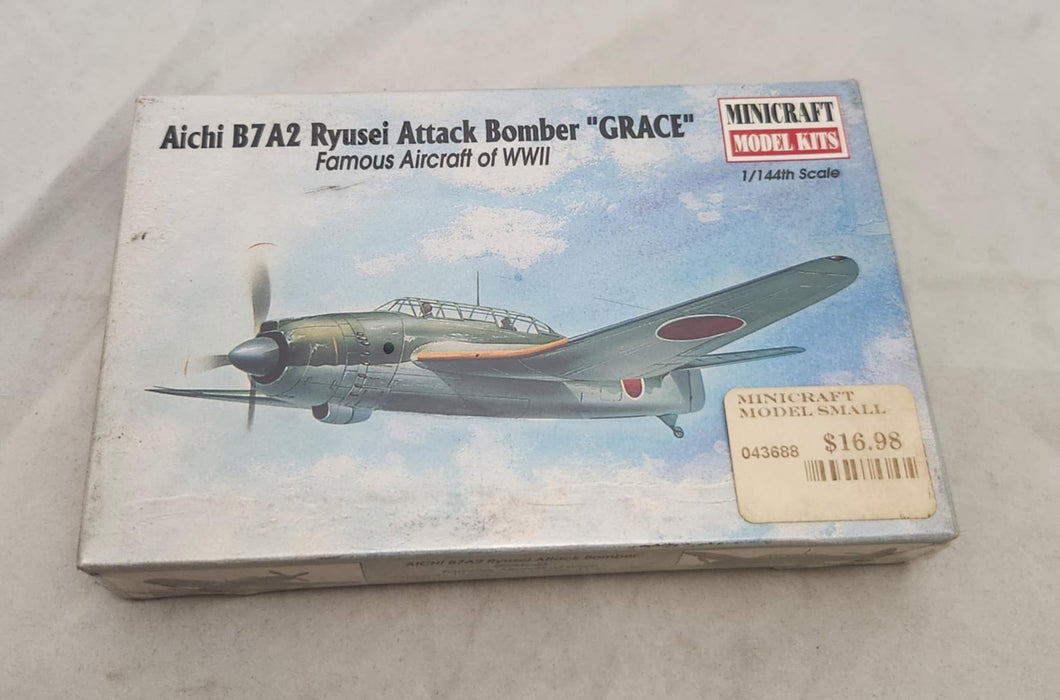 Aichi B7A2 Ryusei Attack Bomber "GRACE"
Famous Aircraft of WWII
MINICRAFT
MODEL KITS
1/144th Scale
MINICRAFT
MODEL SMALL
043688 $16.98
AICHI B7A2 Ryusei Attack Bomber